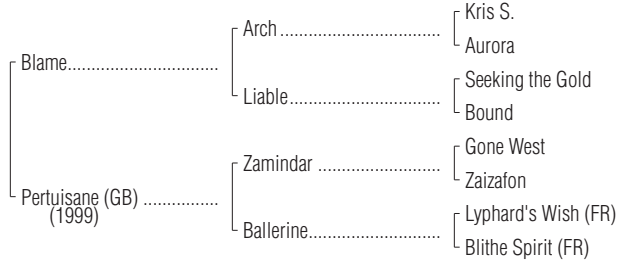 Kris S.
Arch
Aurora
Blame
Seeking the Gold
Liable
Bound
Gone West
Zamindar
Zaizafon
Pertuisane (GB)
(1999)
Lyphard's Wish (FR)
Ballerine
Blithe Spirit (FR)